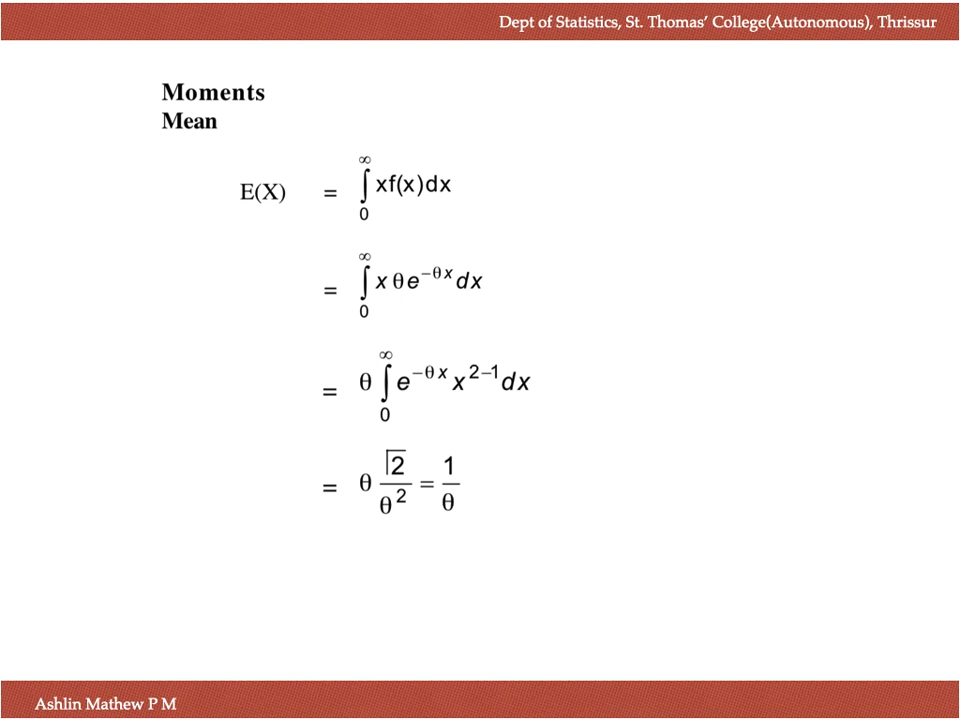 Dept of Statistics, St. Thomas’ College(Autonomous), Thrissur
Moments
Mean
E(X) = ∫₀^∞ xf(x)dx
= ∫₀^∞ x θe^(−θx) dx
= θ ∫₀^∞ e^(−θx) x^(2−1) dx
= θ Γ2/θ² = 1/θ
Ashlin Mathew P M